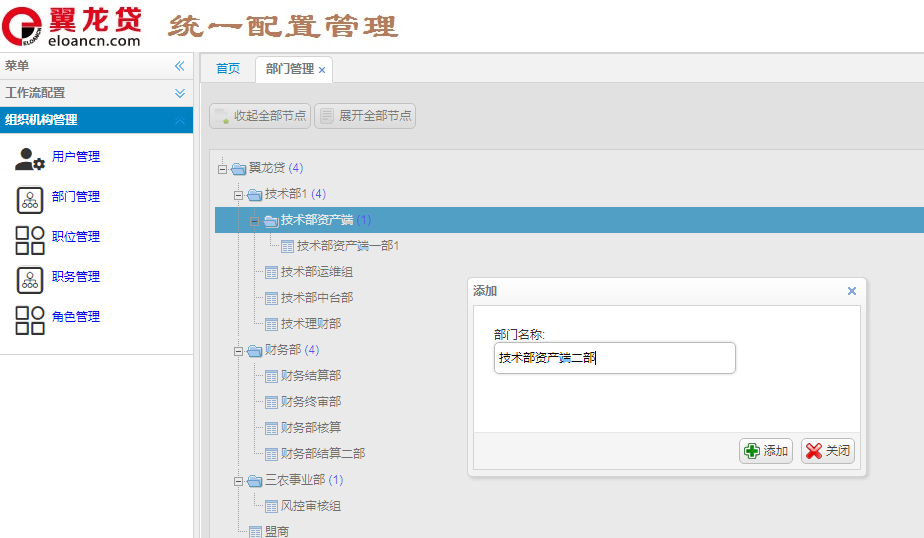 翼龙贷
eloancn.com
ELOANCN
统一配置管理
菜单
首页
部门管理
工作流配置
组织机构管理
收起全部节点
展开全部节点
用户管理
部门管理
职位管理
职务管理
角色管理
翼龙贷 (4)
技术部1 (4)
技术部资产端 (1)
技术部资产端一部1
技术部运维组
技术部中台部
技术理财部
财务部 (4)
财务结算部
财务终审部
财务部核算
财务部结算二部
三农事业部 (1)
风控审核组
盟商
添加
部门名称:
技术部资产端二部
添加
关闭